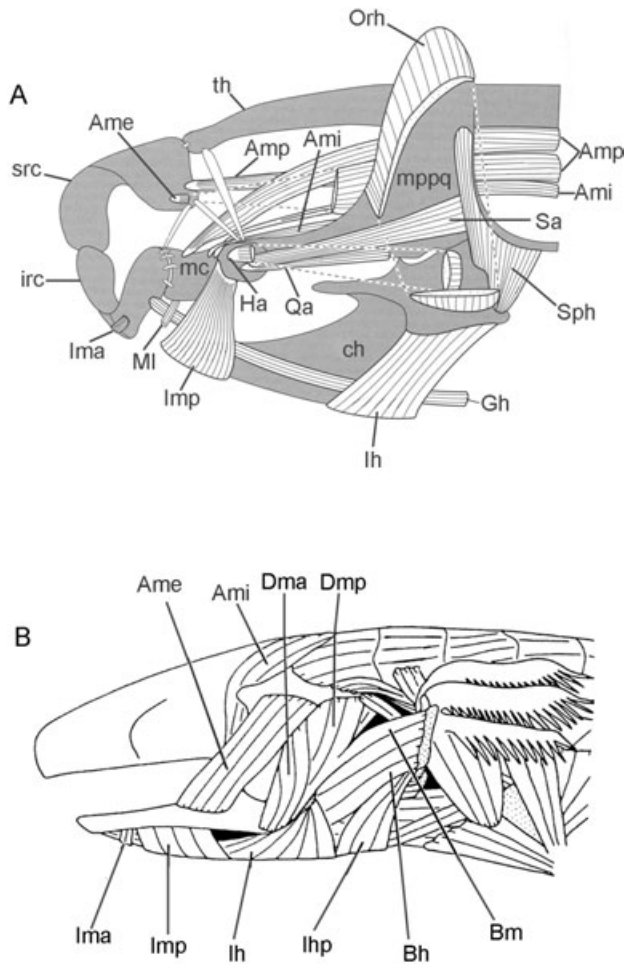 Orh
A
th
Ame
Amp
Ami
Amp
src
mppq
Ami
Sa
mc
irc
Ha
Qa
Sph
Ima
Ml
ch
Imp
Gh
Ih
B
Ame
Ami
Dma
Dmp
Ima
Imp
Ih
Ihp
Bh
Bm